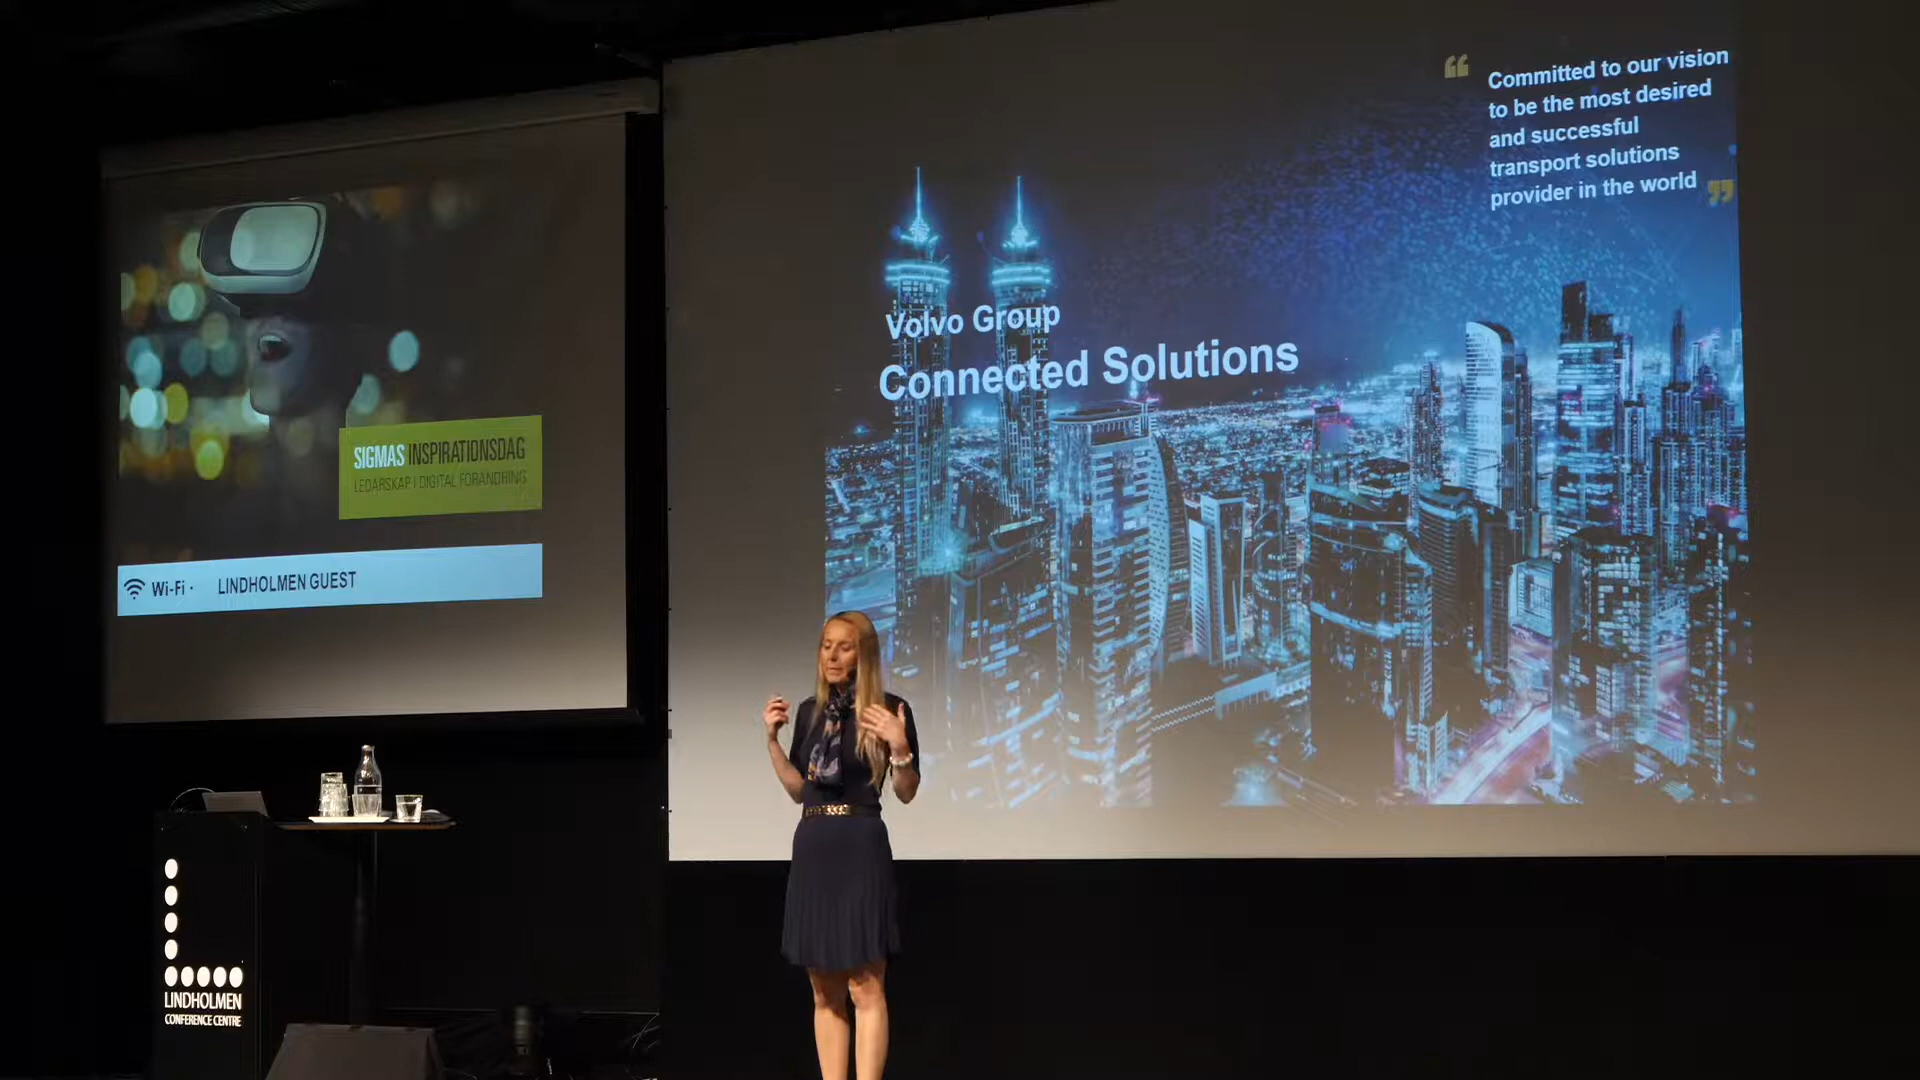 SIGMAS INSPIRATIONSDAG
LEDARSKAP I DIGITAL FÖRÄNDRING
Wi-Fi · LINDHOLMEN GUEST
“ Committed to our vision
to be the most desired
and successful
transport solutions
provider in the world ”
Volvo Group
Connected Solutions
LINDHOLMEN
CONFERENCE CENTRE